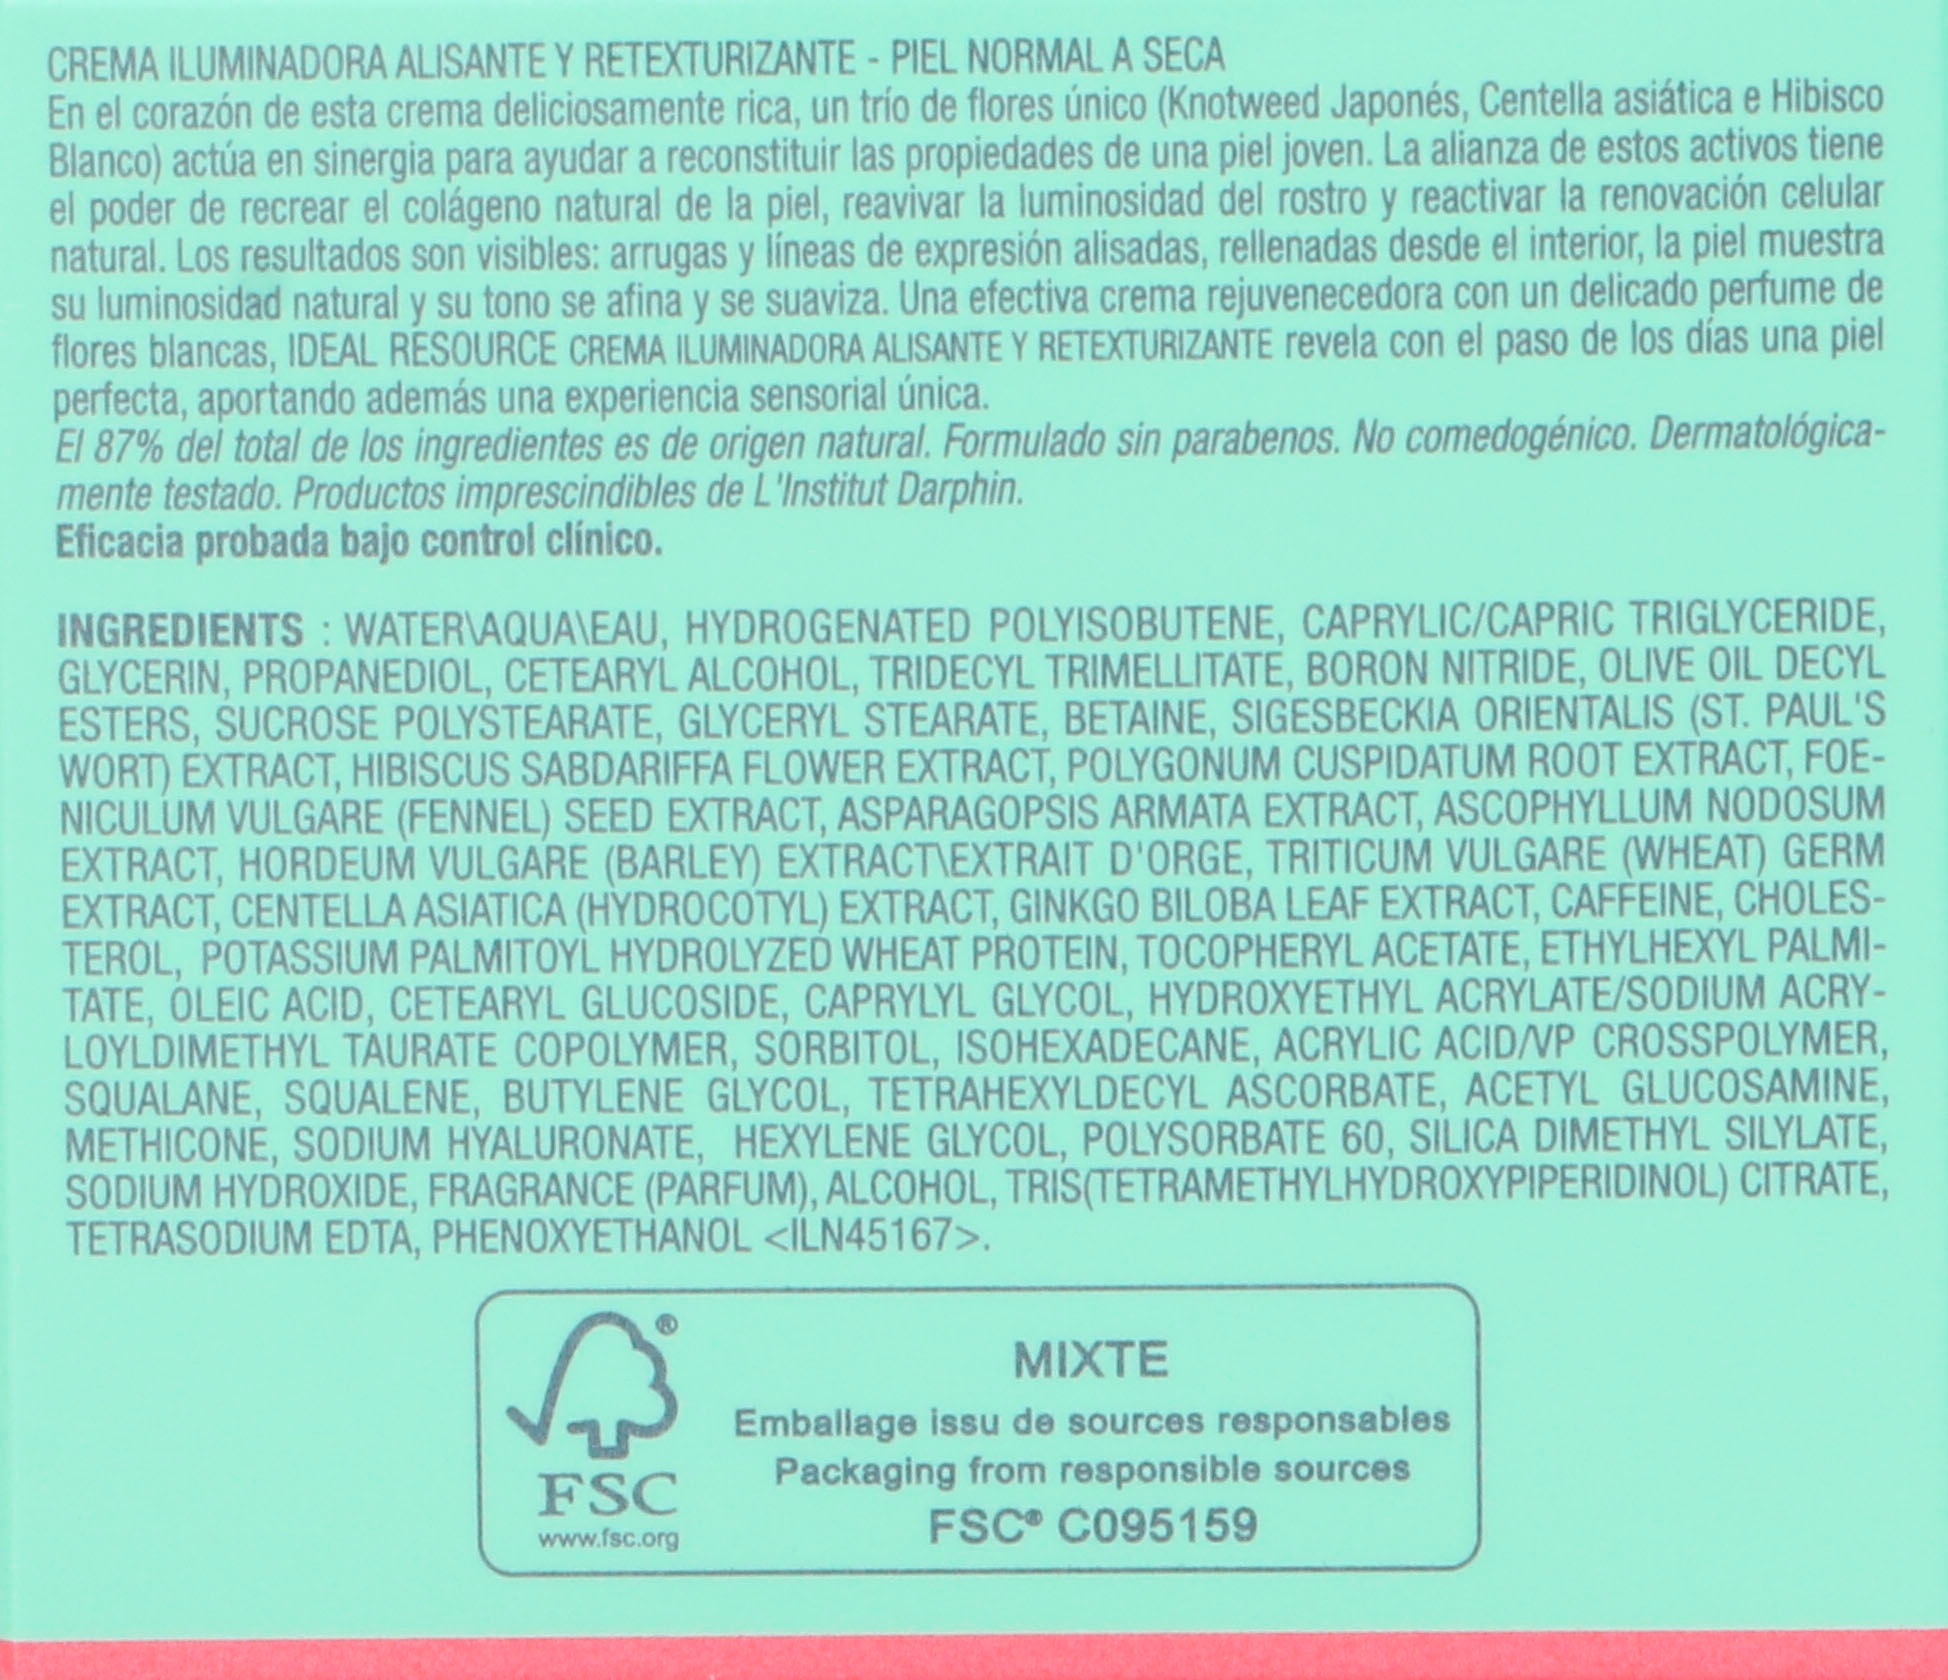 CREMA ILUMINADORA ALISANTE Y RETEXTURIZANTE - PIEL NORMAL A SECA
En el corazón de esta crema deliciosamente rica, un trío de flores único (Knotweed Japonés, Centella asiática e Hibisco
Blanco) actúa en sinergia para ayudar a reconstituir las propiedades de una piel joven. La alianza de estos activos tiene
el poder de recrear el colágeno natural de la piel, reavivar la luminosidad del rostro y reactivar la renovación celular
natural. Los resultados son visibles: arrugas y líneas de expresión alisadas, rellenadas desde el interior, la piel muestra
su luminosidad natural y su tono se afina y se suaviza. Una efectiva crema rejuvenecedora con un delicado perfume de
flores blancas, IDEAL RESOURCE CREMA ILUMINADORA ALISANTE Y RETEXTURIZANTE revela con el paso de los días una piel
perfecta, aportando además una experiencia sensorial única.
El 87% del total de los ingredientes es de origen natural. Formulado sin parabenos. No comedogénico. Dermatológica-
mente testado. Productos imprescindibles de L'Institut Darphin.
Eficacia probada bajo control clínico.
INGREDIENTS : WATER\AQUA\EAU, HYDROGENATED POLYISOBUTENE, CAPRYLIC/CAPRIC TRIGLYCERIDE,
GLYCERIN, PROPANEDIOL, CETEARYL ALCOHOL, TRIDECYL TRIMELLITATE, BORON NITRIDE, OLIVE OIL DECYL
ESTERS, SUCROSE POLYSTEARATE, GLYCERYL STEARATE, BETAINE, SIGESBECKIA ORIENTALIS (ST. PAUL'S
WORT) EXTRACT, HIBISCUS SABDARIFFA FLOWER EXTRACT, POLYGONUM CUSPIDATUM ROOT EXTRACT, FOE-
NICULUM VULGARE (FENNEL) SEED EXTRACT, ASPARAGOPSIS ARMATA EXTRACT, ASCOPHYLLUM NODOSUM
EXTRACT, HORDEUM VULGARE (BARLEY) EXTRACT\EXTRAIT D'ORGE, TRITICUM VULGARE (WHEAT) GERM
EXTRACT, CENTELLA ASIATICA (HYDROCOTYL) EXTRACT, GINKGO BILOBA LEAF EXTRACT, CAFFEINE, CHOLES-
TEROL, POTASSIUM PALMITOYL HYDROLYZED WHEAT PROTEIN, TOCOPHERYL ACETATE, ETHYLHEXYL PALMI-
TATE, OLEIC ACID, CETEARYL GLUCOSIDE, CAPRYLYL GLYCOL, HYDROXYETHYL ACRYLATE/SODIUM ACRY-
LOYLDIMETHYL TAURATE COPOLYMER, SORBITOL, ISOHEXADECANE, ACRYLIC ACID/VP CROSSPOLYMER,
SQUALANE, SQUALENE, BUTYLENE GLYCOL, TETRAHEXYLDECYL ASCORBATE, ACETYL GLUCOSAMINE,
METHICONE, SODIUM HYALURONATE, HEXYLENE GLYCOL, POLYSORBATE 60, SILICA DIMETHYL SILYLATE,
SODIUM HYDROXIDE, FRAGRANCE (PARFUM), ALCOHOL, TRIS(TETRAMETHYLHYDROXYPIPERIDINOL) CITRATE,
TETRASODIUM EDTA, PHENOXYETHANOL <ILN45167>.
®
FSC
www.fsc.org
MIXTE
Emballage issu de sources responsables
Packaging from responsible sources
FSC® C095159